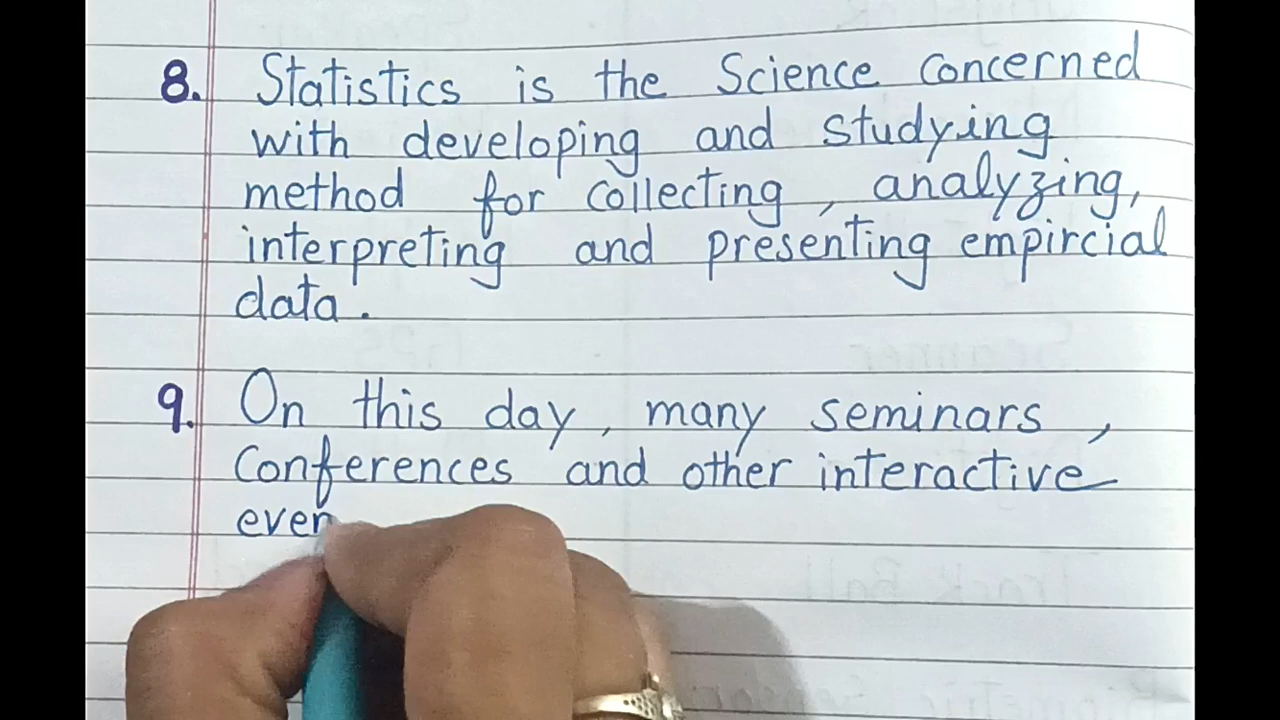 8. Statistics is the Science concerned
with developing and studying
method for collecting, analyzing,
interpreting and presenting empircial
data.
9. On this day, many seminars,
Conferences and other interactive
even